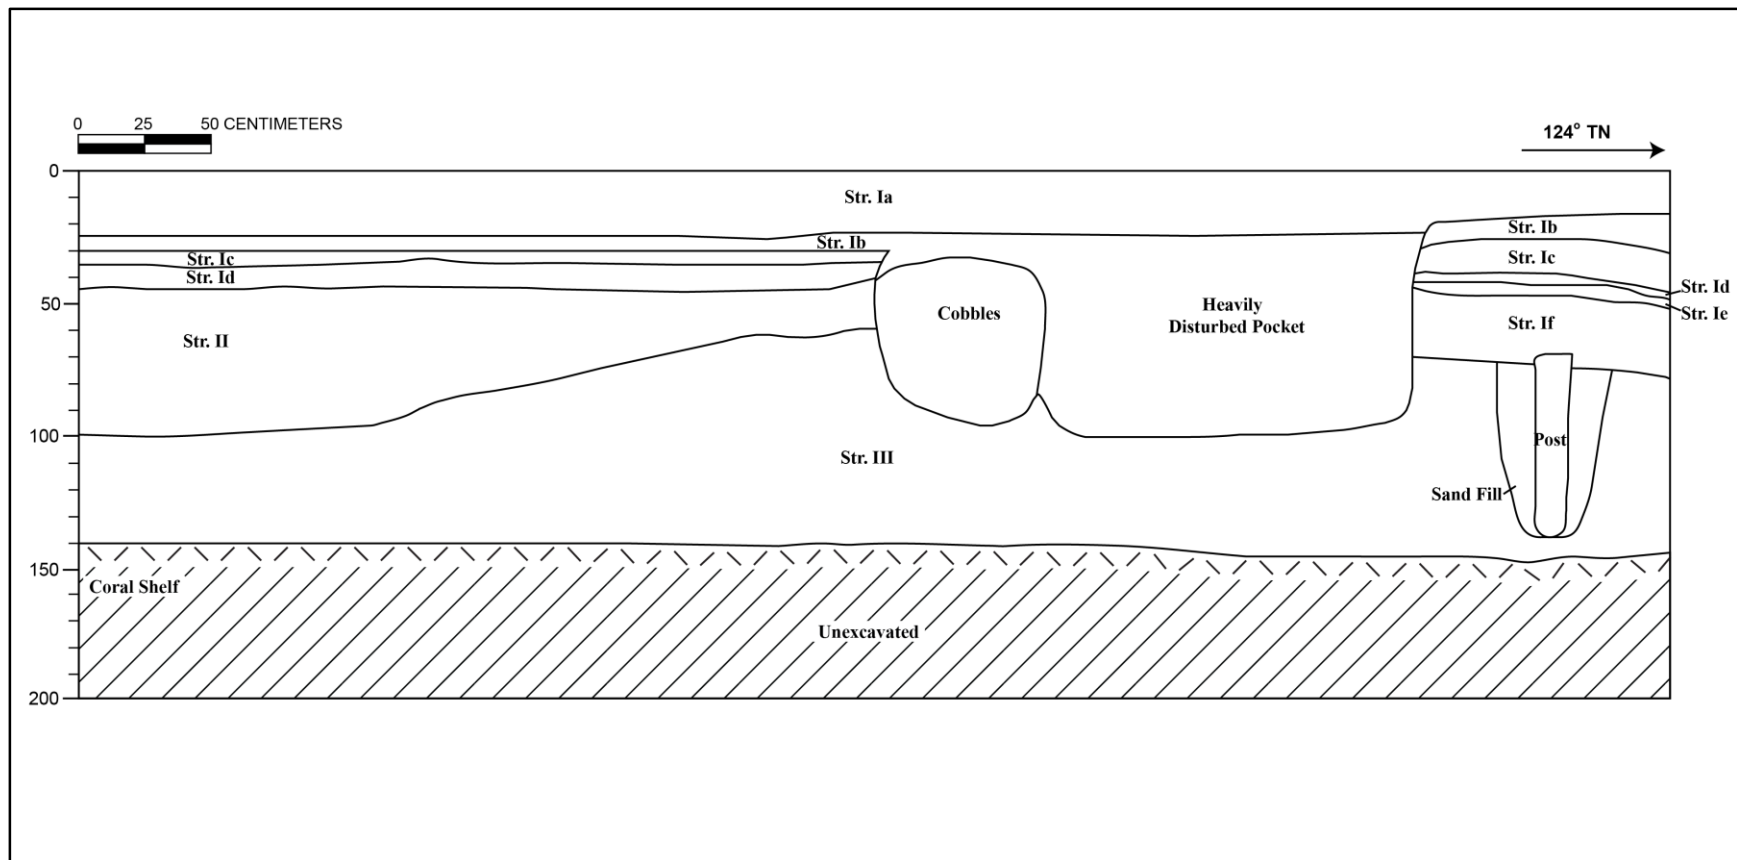 0 25 50 CENTIMETERS
124° TN
0
Str. Ia
Str. Ib
Str. Ib
Str. Ic
Str. Ic
Str. Id
Str. Id
50
Str. Ie
Cobbles
Heavily
Disturbed Pocket
Str. If
Str. II
100
Post
Str. III
Sand Fill
150
Coral Shelf
Unexcavated
200